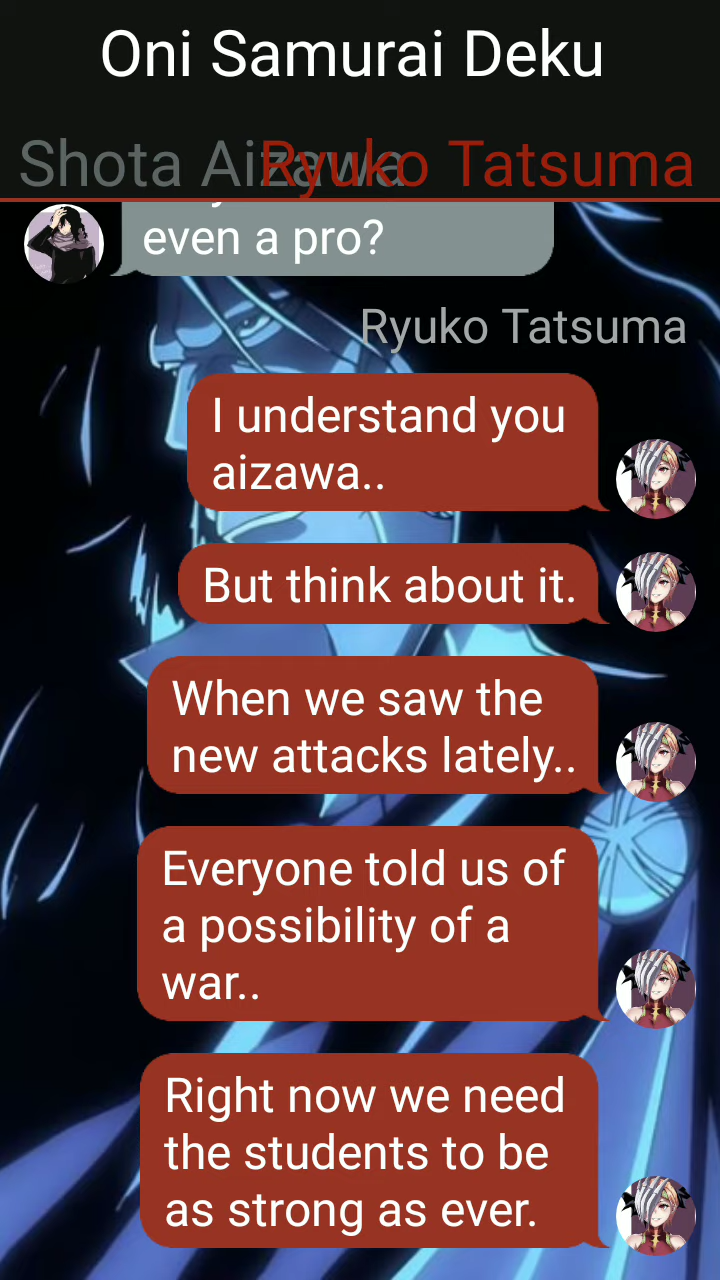 Oni Samurai Deku
Shota Aizawa Ryuko Tatsuma
even a pro?
Ryuko Tatsuma
I understand you
aizawa..
But think about it.
When we saw the
new attacks lately..
Everyone told us of
a possibility of a
war..
Right now we need
the students to be
as strong as ever.